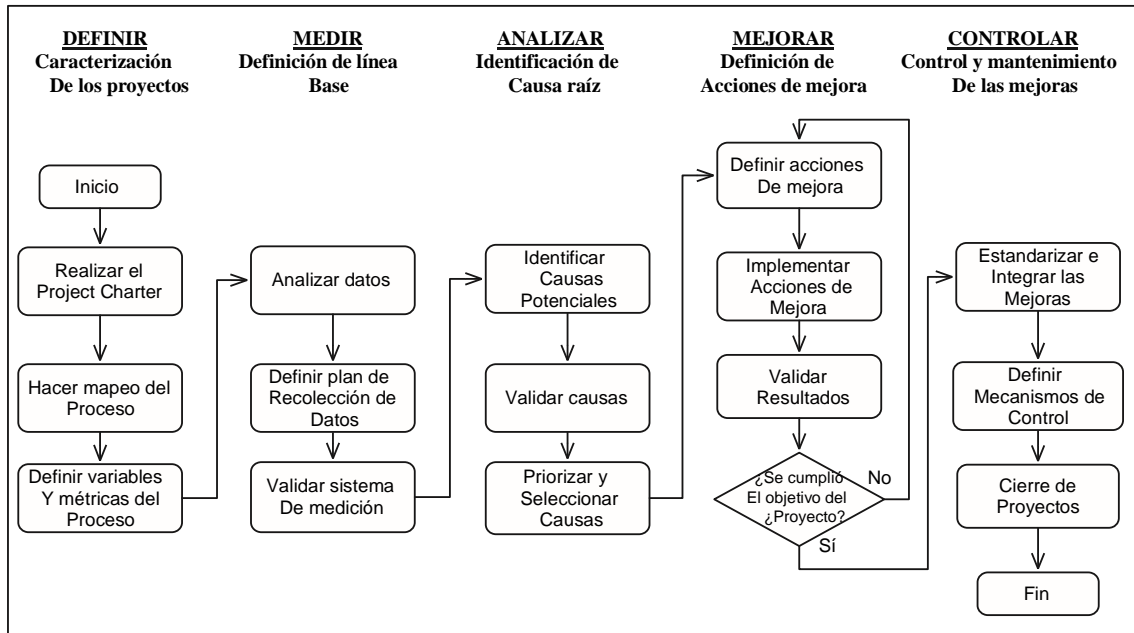 DEFINIR
Caracterización
De los proyectos
MEDIR
Definición de línea
Base
ANALIZAR
Identificación de
Causa raíz
MEJORAR
Definición de
Acciones de mejora
CONTROLAR
Control y mantenimiento
De las mejoras
Inicio
Realizar el
Project Charter
Hacer mapeo del
Proceso
Definir variables
Y métricas del
Proceso
Analizar datos
Definir plan de
Recolección de
Datos
Validar sistema
De medición
Identificar
Causas
Potenciales
Validar causas
Priorizar y
Seleccionar
Causas
Definir acciones
De mejora
Implementar
Acciones de
Mejora
Validar
Resultados
¿Se cumplió
El objetivo del
¿Proyecto?
No
Sí
Estandarizar e
Integrar las
Mejoras
Definir
Mecanismos de
Control
Cierre de
Proyectos
Fin